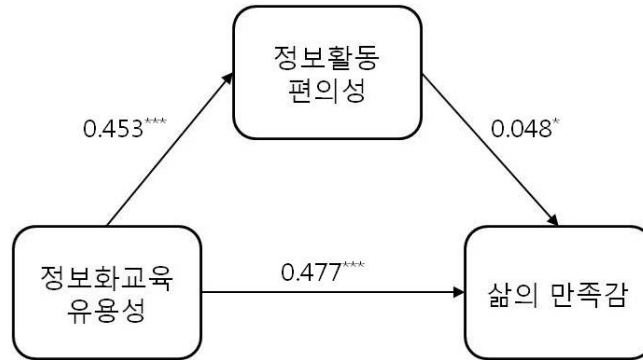 정보활동
편의성
0.453***
0.048*
정보화교육
유용성
0.477***
삶의 만족감